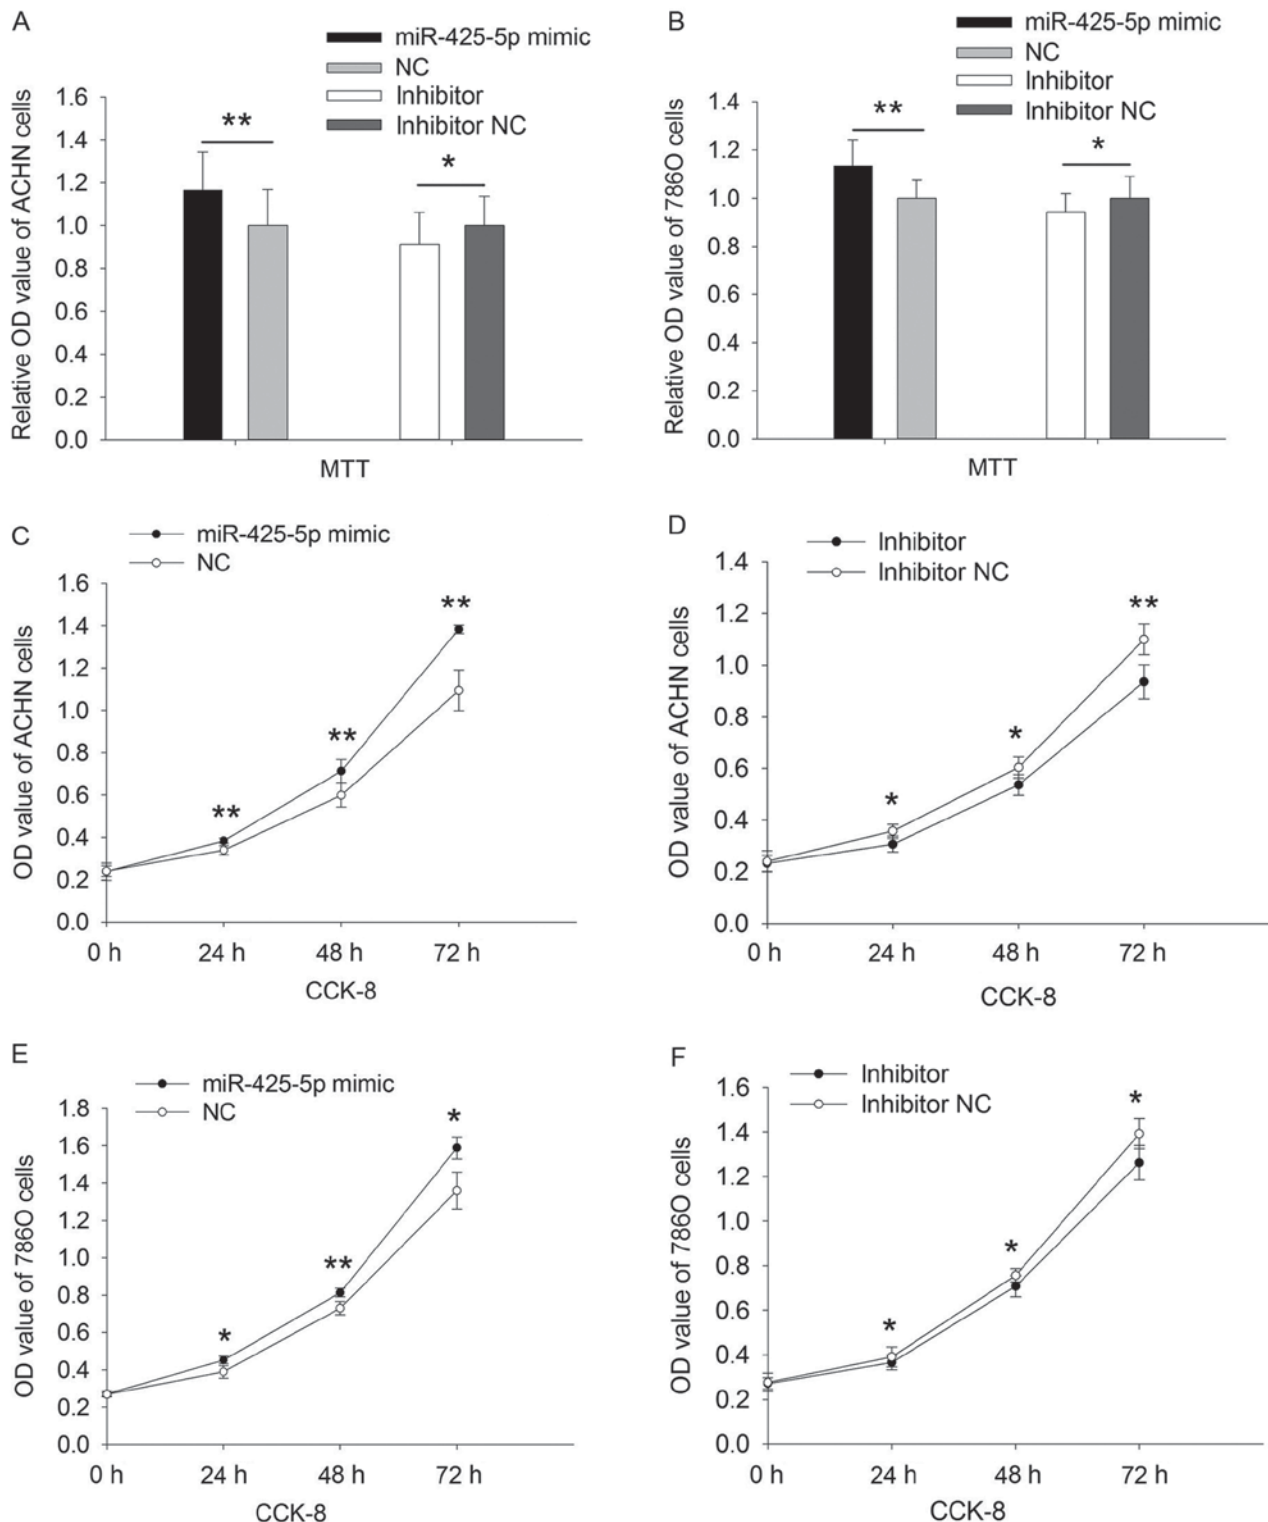 A
miR-425-5p mimic
NC
Inhibitor
Inhibitor NC
Relative OD value of ACHN cells
1.6
1.4
1.2
1.0
0.8
0.6
0.4
0.2
0.0
**
*
MTT
B
miR-425-5p mimic
NC
Inhibitor
Inhibitor NC
Relative OD value of 786O cells
1.4
1.2
1.0
0.8
0.6
0.4
0.2
0.0
**
*
MTT
C
miR-425-5p mimic
NC
OD value of ACHN cells
1.6
1.4
1.2
1.0
0.8
0.6
0.4
0.2
0.0
**
**
**
0 h 24 h 48 h 72 h
CCK-8
D
Inhibitor
Inhibitor NC
OD value of ACHN cells
1.4
1.2
1.0
0.8
0.6
0.4
0.2
0.0
*
*
**
0 h 24 h 48 h 72 h
CCK-8
E
miR-425-5p mimic
NC
OD value of 786O cells
1.8
1.6
1.4
1.2
1.0
0.8
0.6
0.4
0.2
0.0
*
**
*
0 h 24 h 48 h 72 h
CCK-8
F
Inhibitor
Inhibitor NC
OD value of 786O cells
1.6
1.4
1.2
1.0
0.8
0.6
0.4
0.2
0.0
*
*
*
0 h 24 h 48 h 72 h
CCK-8